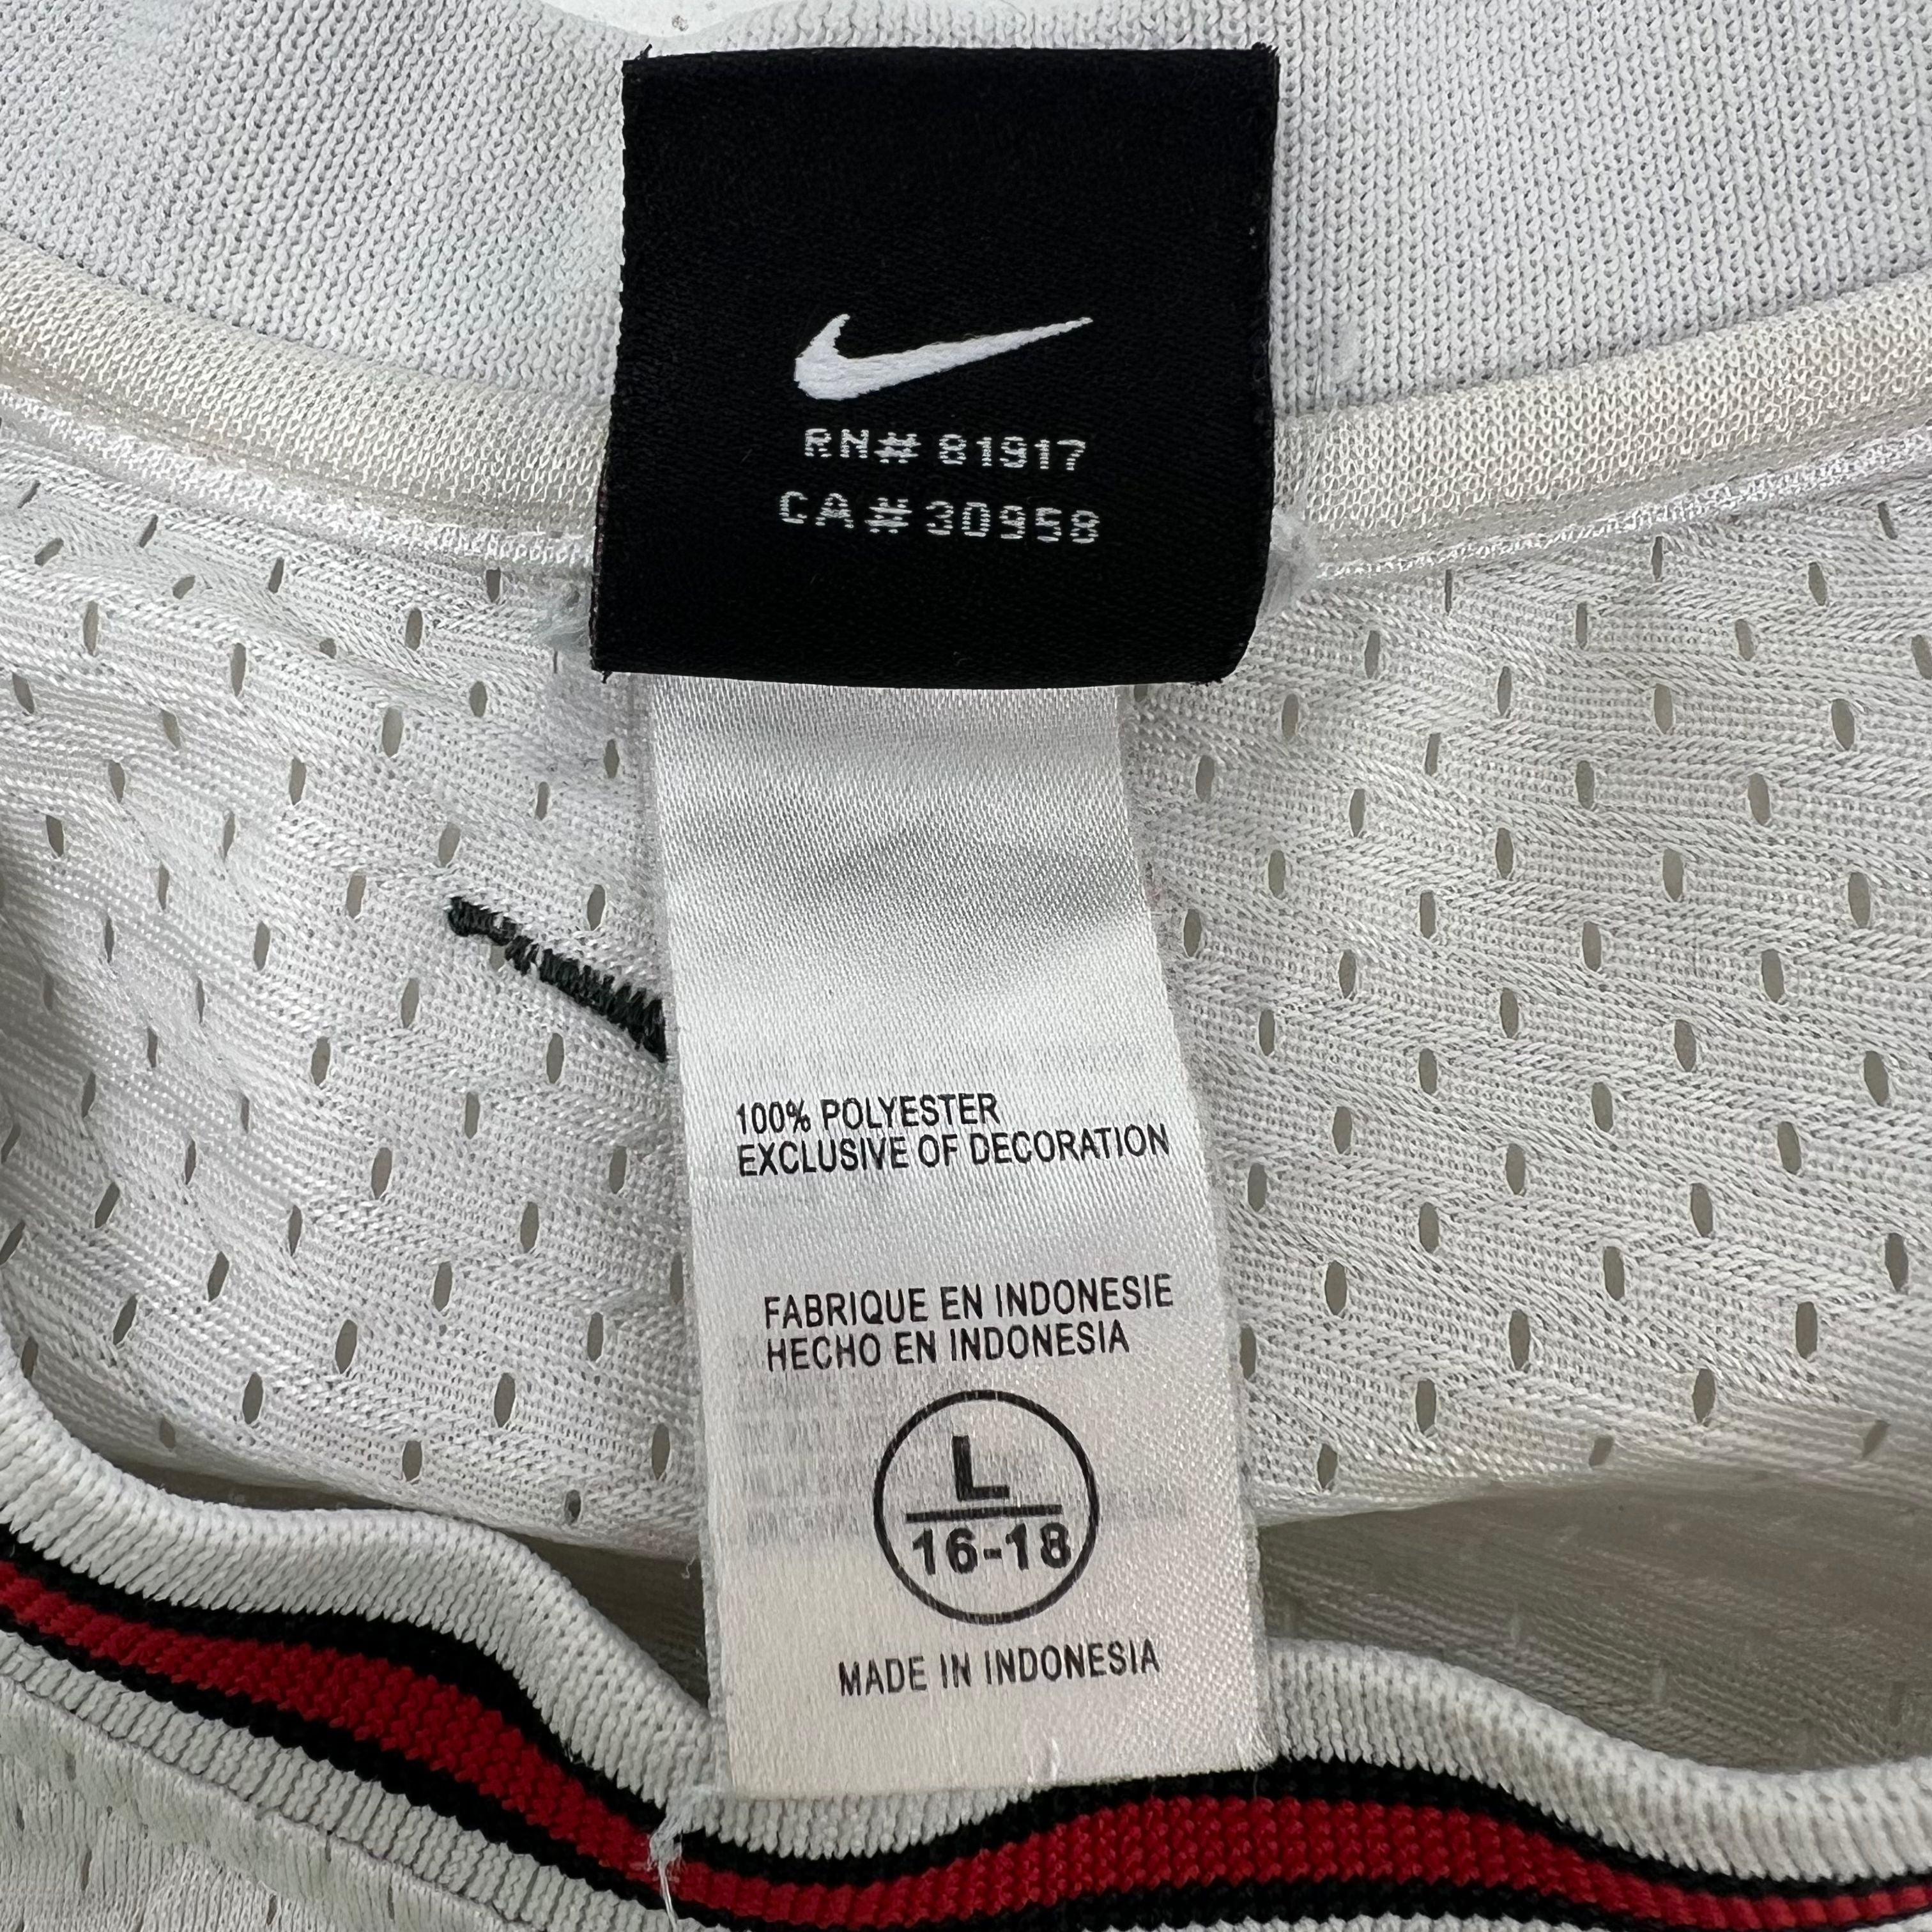 RN# 81917
CA# 30958
100% POLYESTER
EXCLUSIVE OF DECORATION
FABRIQUE EN INDONESIE
HECHO EN INDONESIA
L
16-18
MADE IN INDONESIA